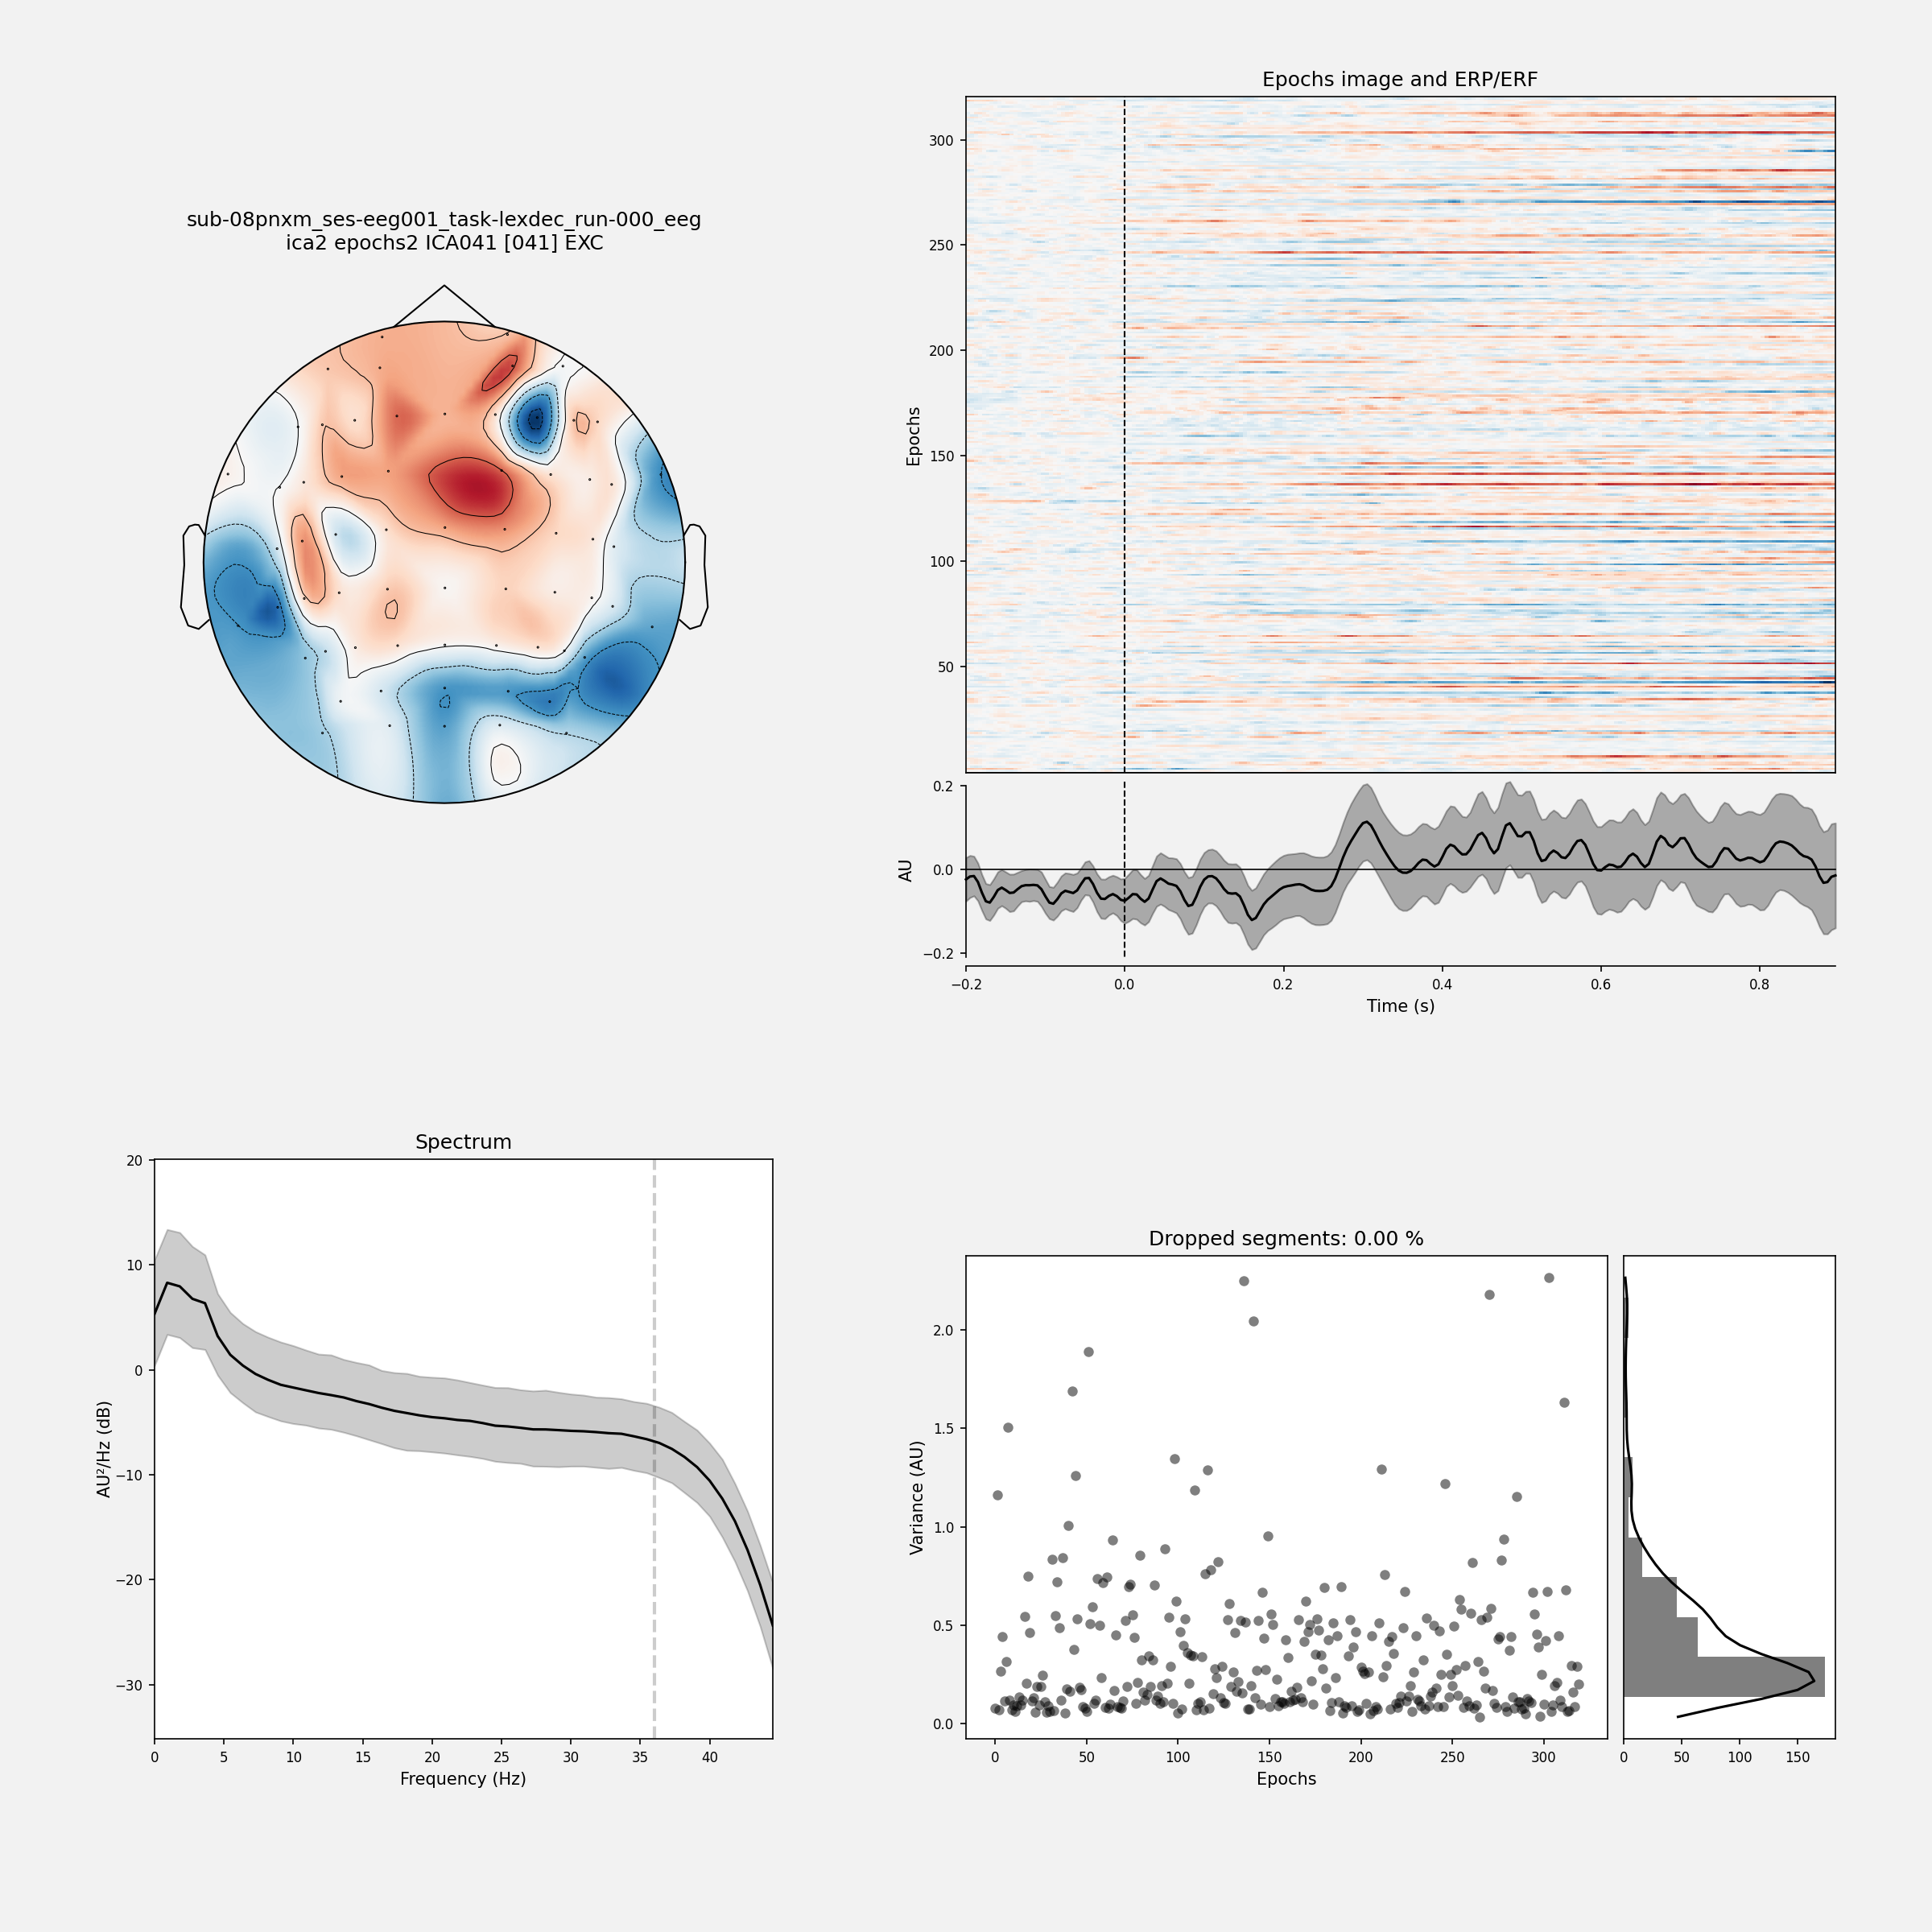 sub-08pnxm_ses-eeg001_task-lexdec_run-000_eeg
ica2 epochs2 ICA041 [041] EXC
Epochs image and ERP/ERF
300
250
200
150
100
50
Epochs
0.2
0.0
−0.2
AU
−0.2 0.0 0.2 0.4 0.6 0.8
Time (s)
Spectrum
20
10
0
−10
−20
−30
AU²/Hz (dB)
0 5 10 15 20 25 30 35 40
Frequency (Hz)
Dropped segments: 0.00 %
2.0
1.5
1.0
0.5
0.0
Variance (AU)
0 50 100 150 200 250 300
Epochs
0 50 100 150